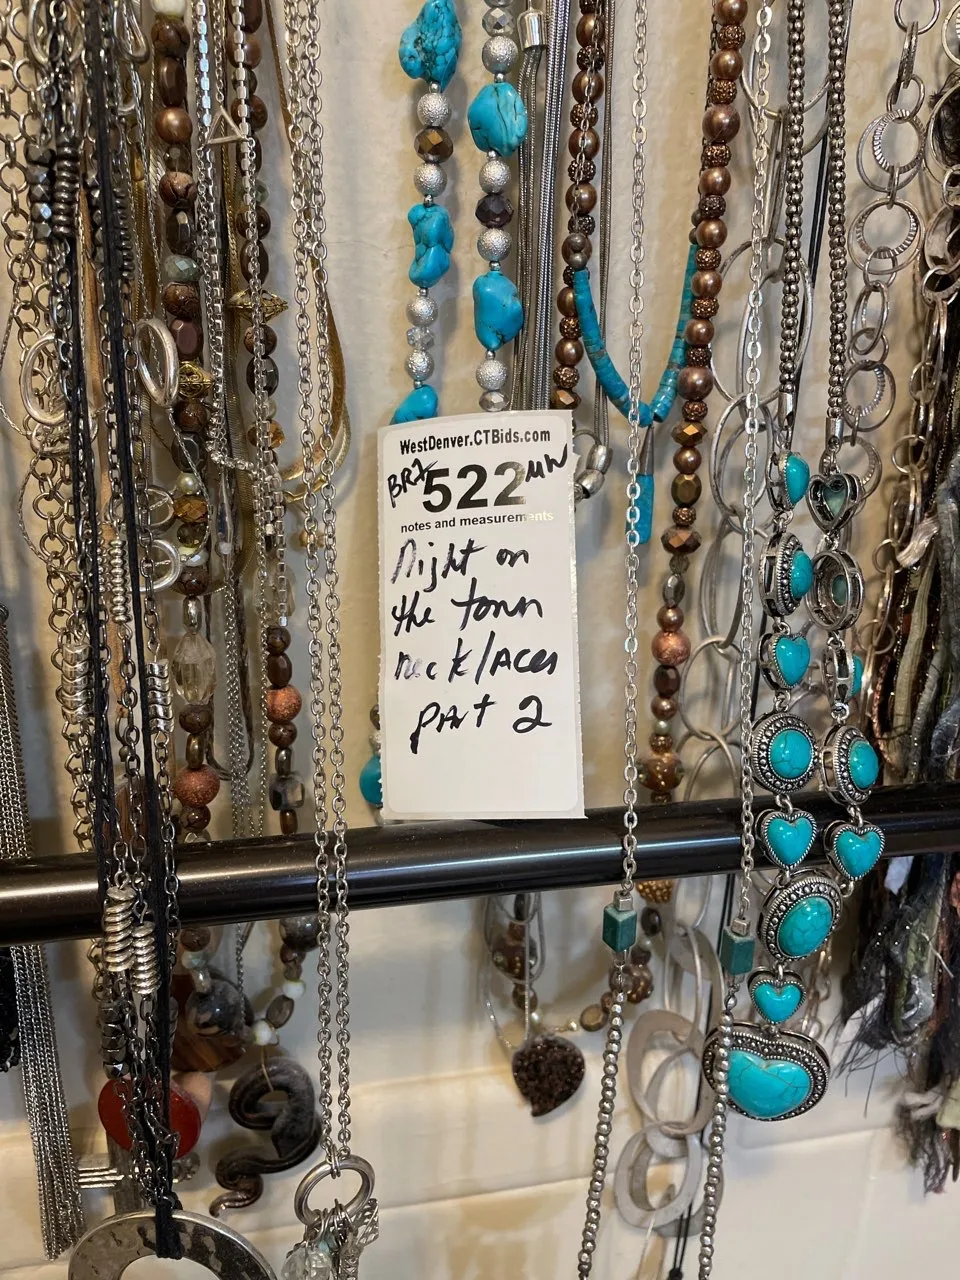 WestDenver.CTBids.com
BR2 522 MW
notes and measurements
Night on
the town
necklaces
part 2